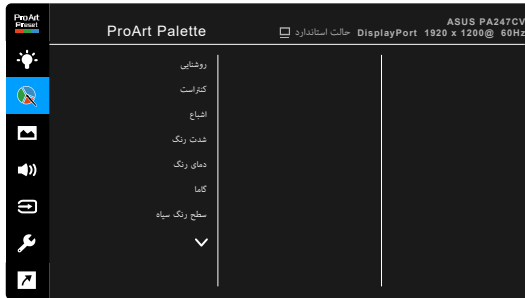 ProArt
Preset
ProArt Palette
ASUS PA247CV
حالت استاندارد DisplayPort 1920 x 1200@ 60Hz
روشنایی
کنتراست
اشباع
شدت رنگ
دمای رنگ
گاما
سطح رنگ سیاه